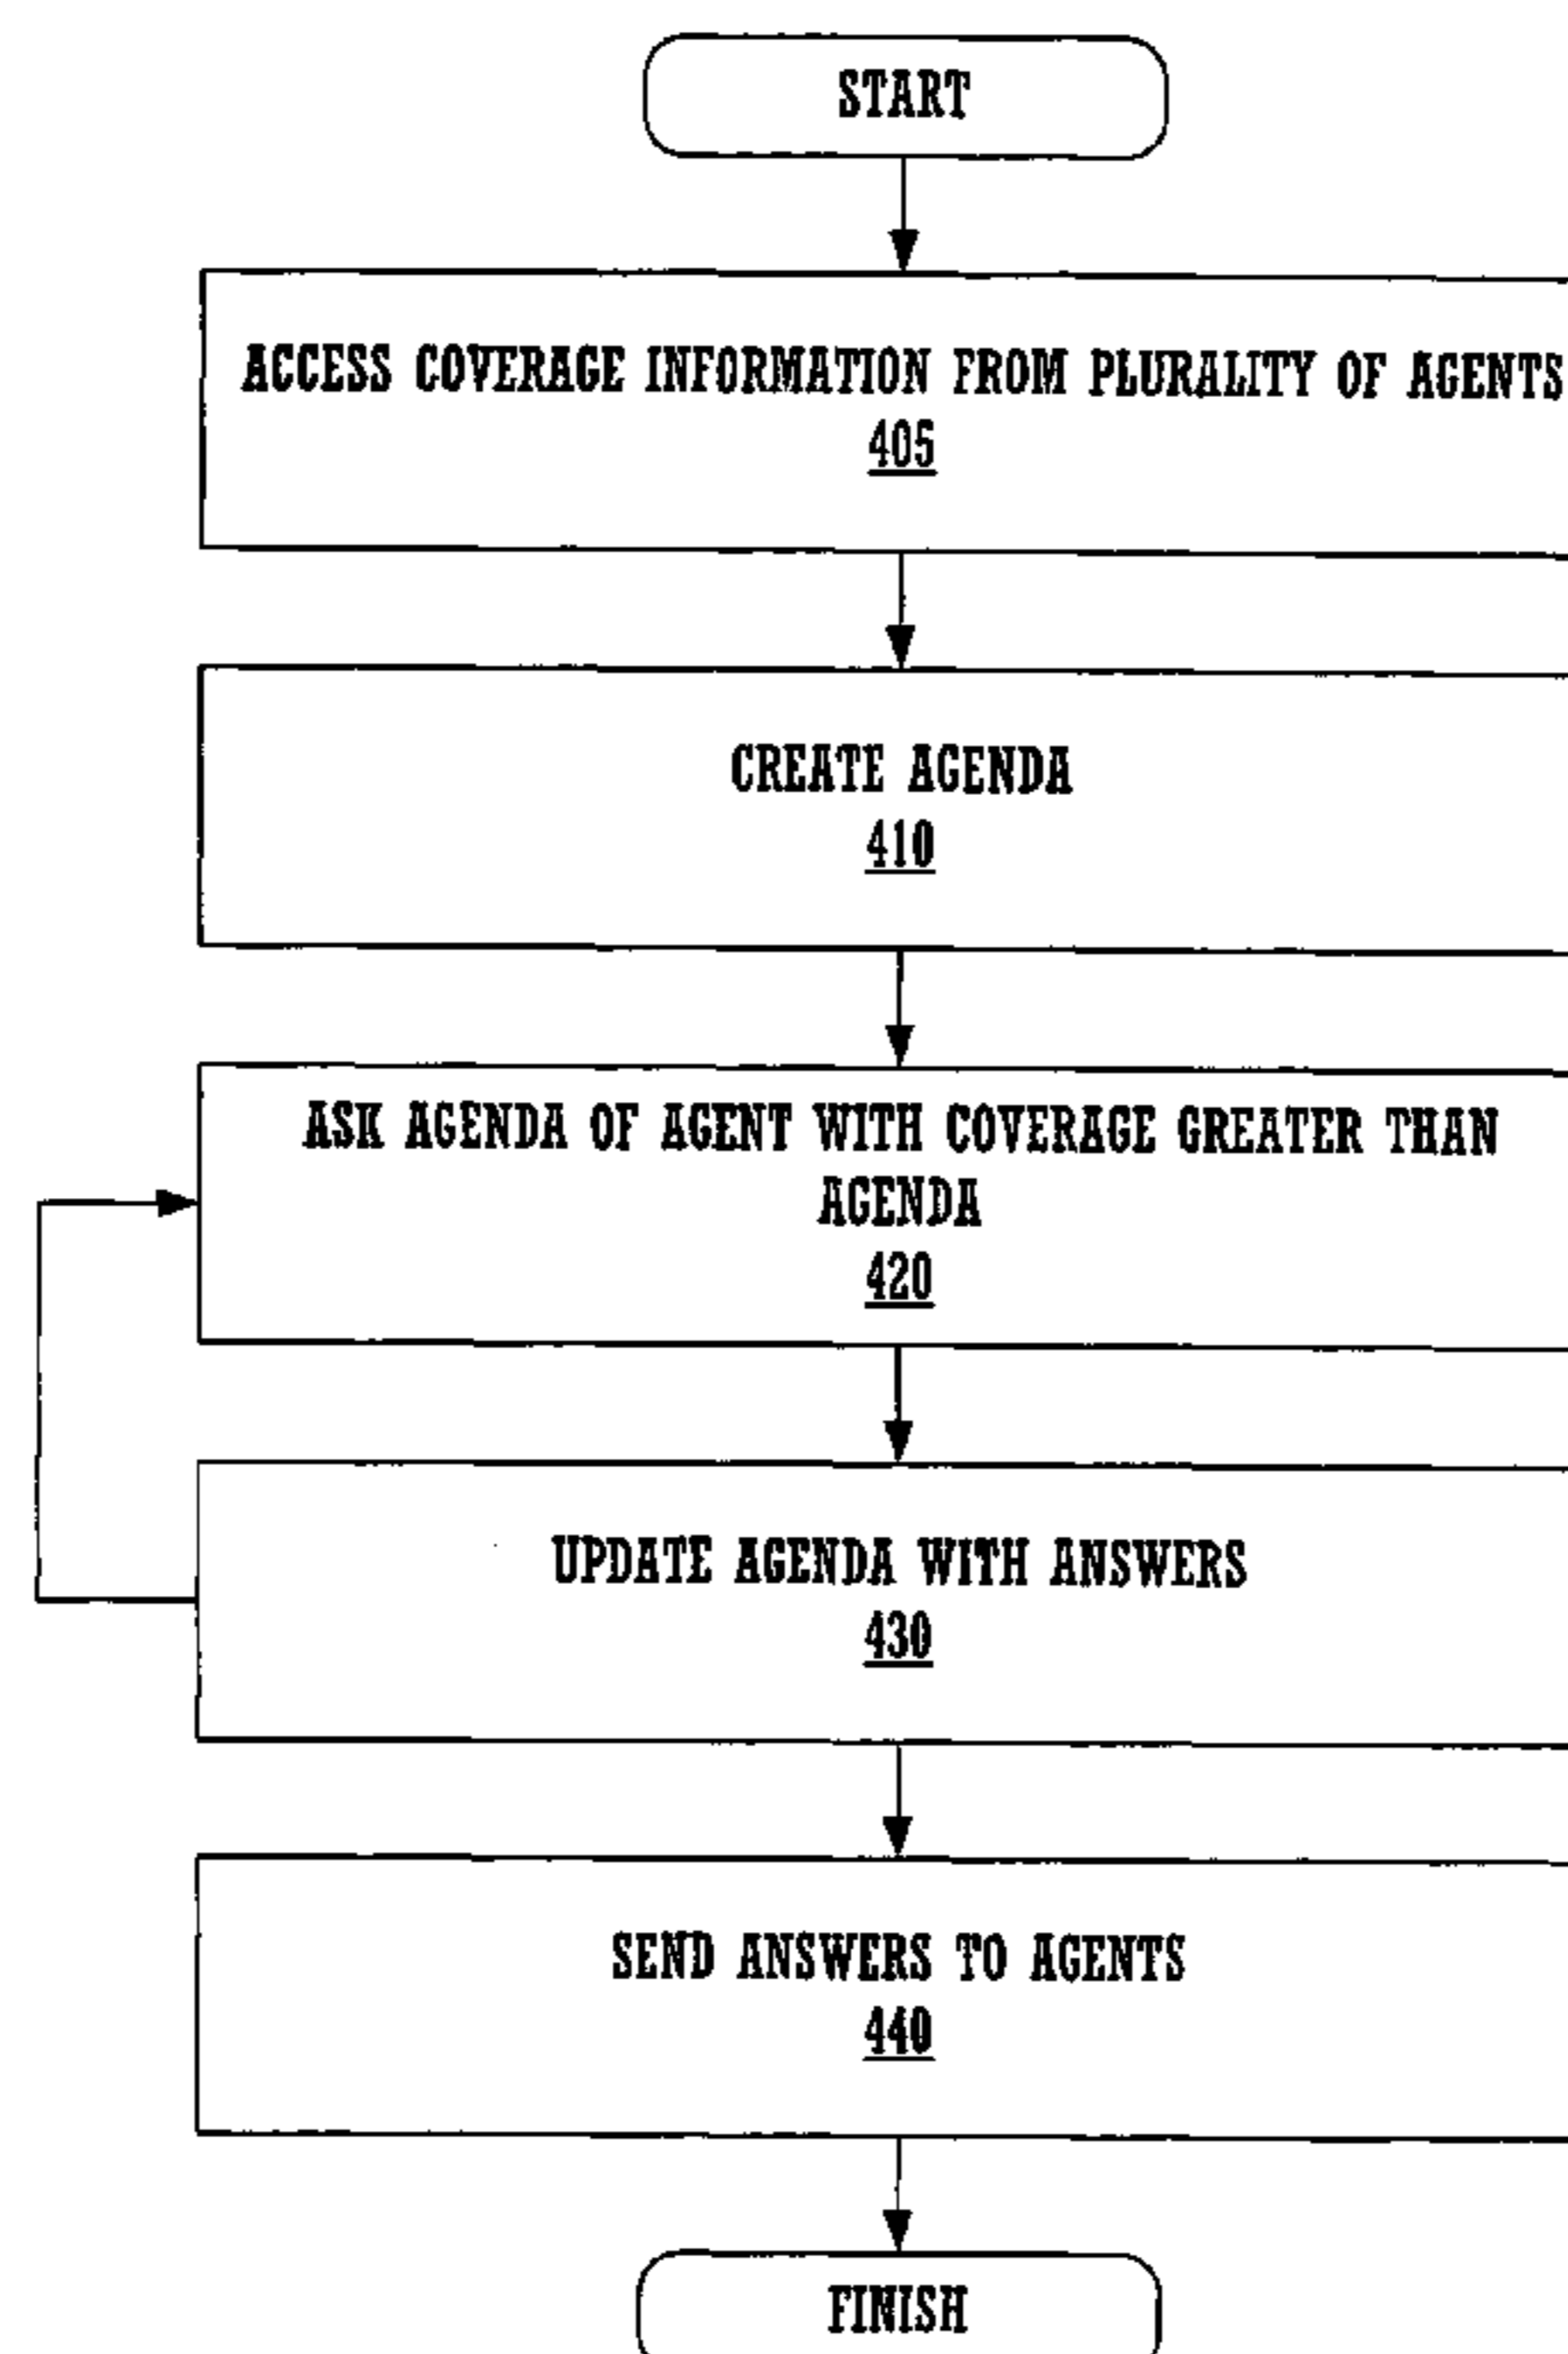 START
ACCESS COVERAGE INFORMATION FROM PLURALITY OF AGENTS
405
CREATE AGENDA
410
ASK AGENDA OF AGENT WITH COVERAGE GREATER THAN
AGENDA
420
UPDATE AGENDA WITH ANSWERS
430
SEND ANSWERS TO AGENTS
440
FINISH